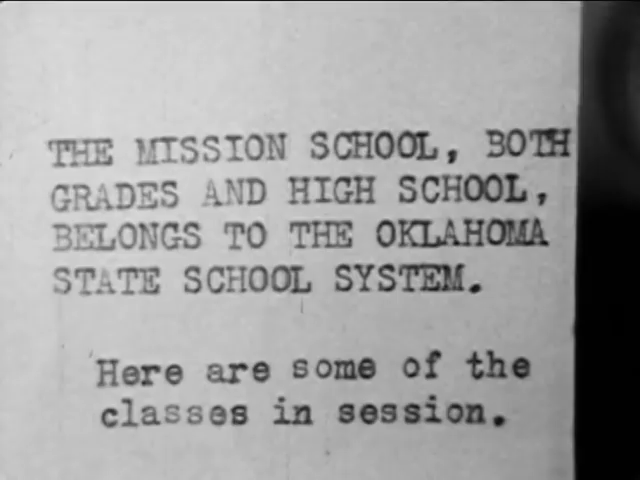 THE MISSION SCHOOL, BOTH
GRADES AND HIGH SCHOOL,
BELONGS TO THE OKLAHOMA
STATE SCHOOL SYSTEM.
Here are some of the
classes in session.